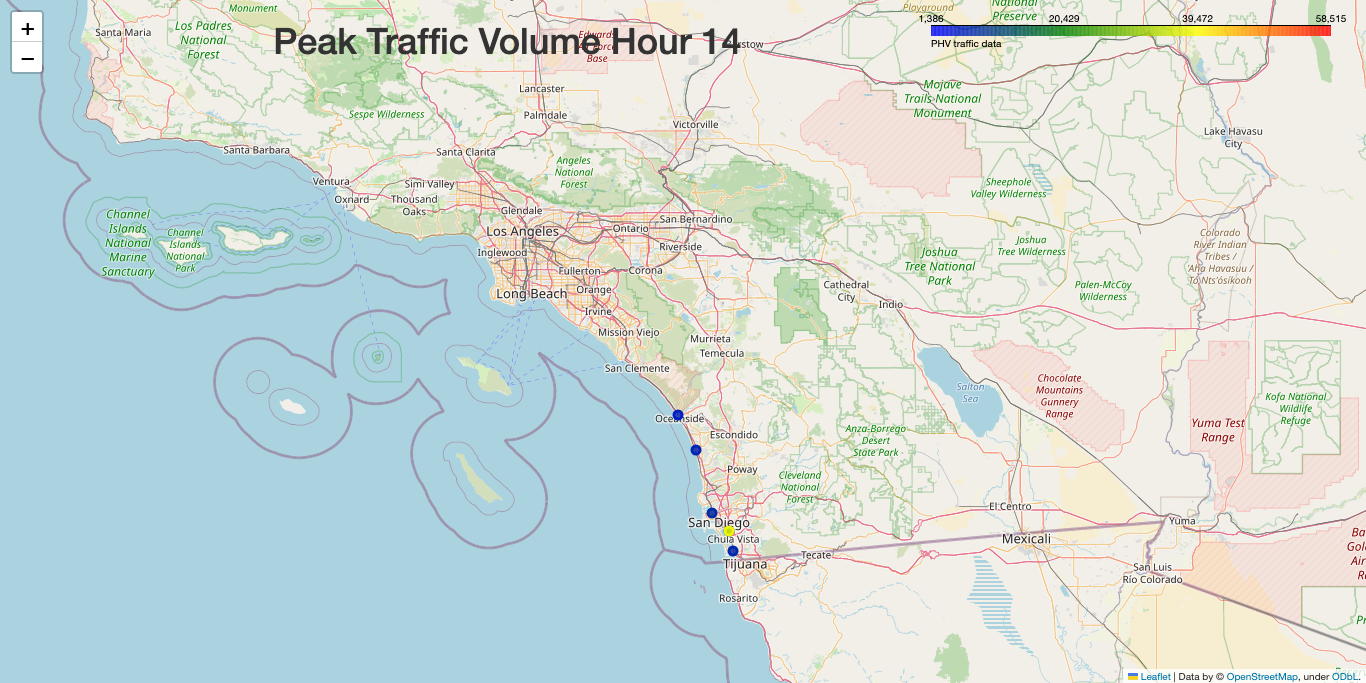 +
−
Peak Traffic Volume Hour 14
1,386 20,429 39,472 58,515
PHV traffic data
Playground
National
Preserve
Monument
Santa Maria
Los Padres
National
Forest
Edwards
Air Force
Base
Lancaster
Palmdale
Sespe Wilderness
Mojave
Trails National
Monument
Victorville
Lake Havasu
City
Santa Barbara
Santa Clarita
Angeles
National
Forest
Ventura
Simi Valley
Oxnard
Thousand
Oaks
Sheephole
Valley Wilderness
Glendale
Los Angeles
San Bernardino
Ontario
Riverside
Channel
Islands
National
Marine
Sanctuary
Channel
Islands
National
Park
Inglewood
Fullerton
Corona
Joshua
Tree National
Park
Joshua
Tree Wilderness
Colorado
River Indian
Tribes /
'Aha Havasuu /
Tó Nts'ósíkooh
Long Beach
Orange
Irvine
Cathedral
City
Indio
Palen-McCoy
Wilderness
Mission Viejo
Murrieta
Temecula
San Clemente
Salton
Sea
Chocolate
Mountains
Gunnery
Range
Kofa National
Wildlife
Refuge
Oceanside
Escondido
Anza-Borrego
Desert
State Park
Yuma Test
Range
Poway
Cleveland
National
Forest
El Centro
San Diego
Chula Vista
Yuma
Mexicali
Tijuana
Tecate
San Luis
Río Colorado
Rosarito
Leaflet | Data by © OpenStreetMap, under ODbL.